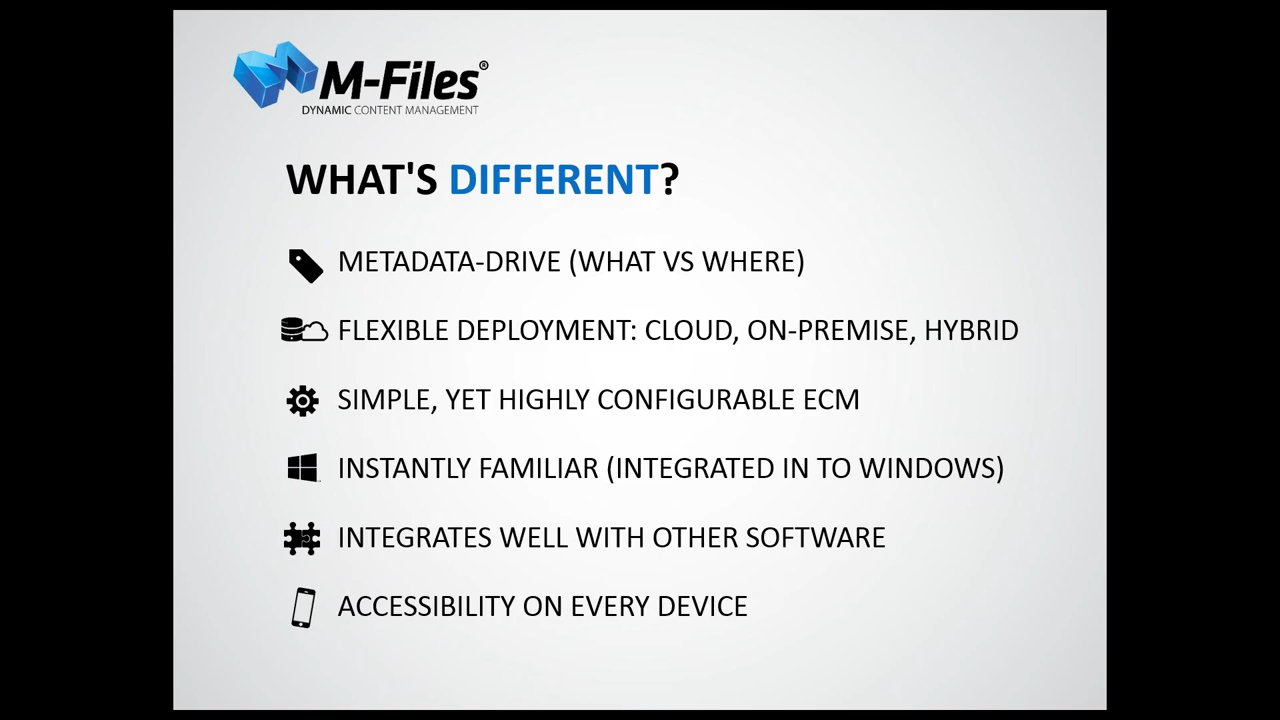 M-Files®
DYNAMIC CONTENT MANAGEMENT
WHAT'S DIFFERENT?
METADATA-DRIVE (WHAT VS WHERE)
FLEXIBLE DEPLOYMENT: CLOUD, ON-PREMISE, HYBRID
SIMPLE, YET HIGHLY CONFIGURABLE ECM
INSTANTLY FAMILIAR (INTEGRATED IN TO WINDOWS)
INTEGRATES WELL WITH OTHER SOFTWARE
ACCESSIBILITY ON EVERY DEVICE